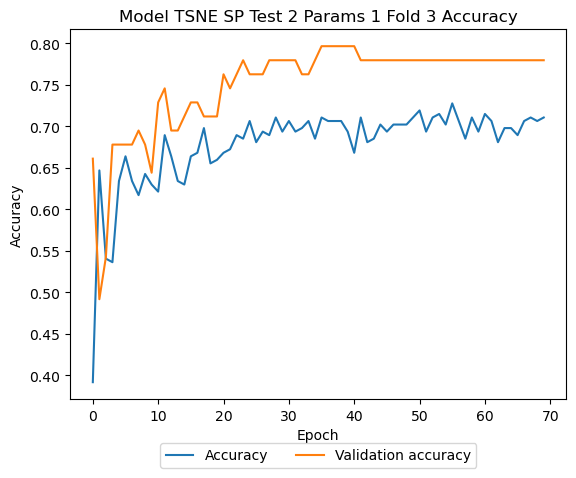 Model TSNE SP Test 2 Params 1 Fold 3 Accuracy
0.80
0.75
0.70
0.65
0.60
0.55
0.50
0.45
0.40
Accuracy
0 10 20 30 40 50 60 70
Epoch
Accuracy Validation accuracy